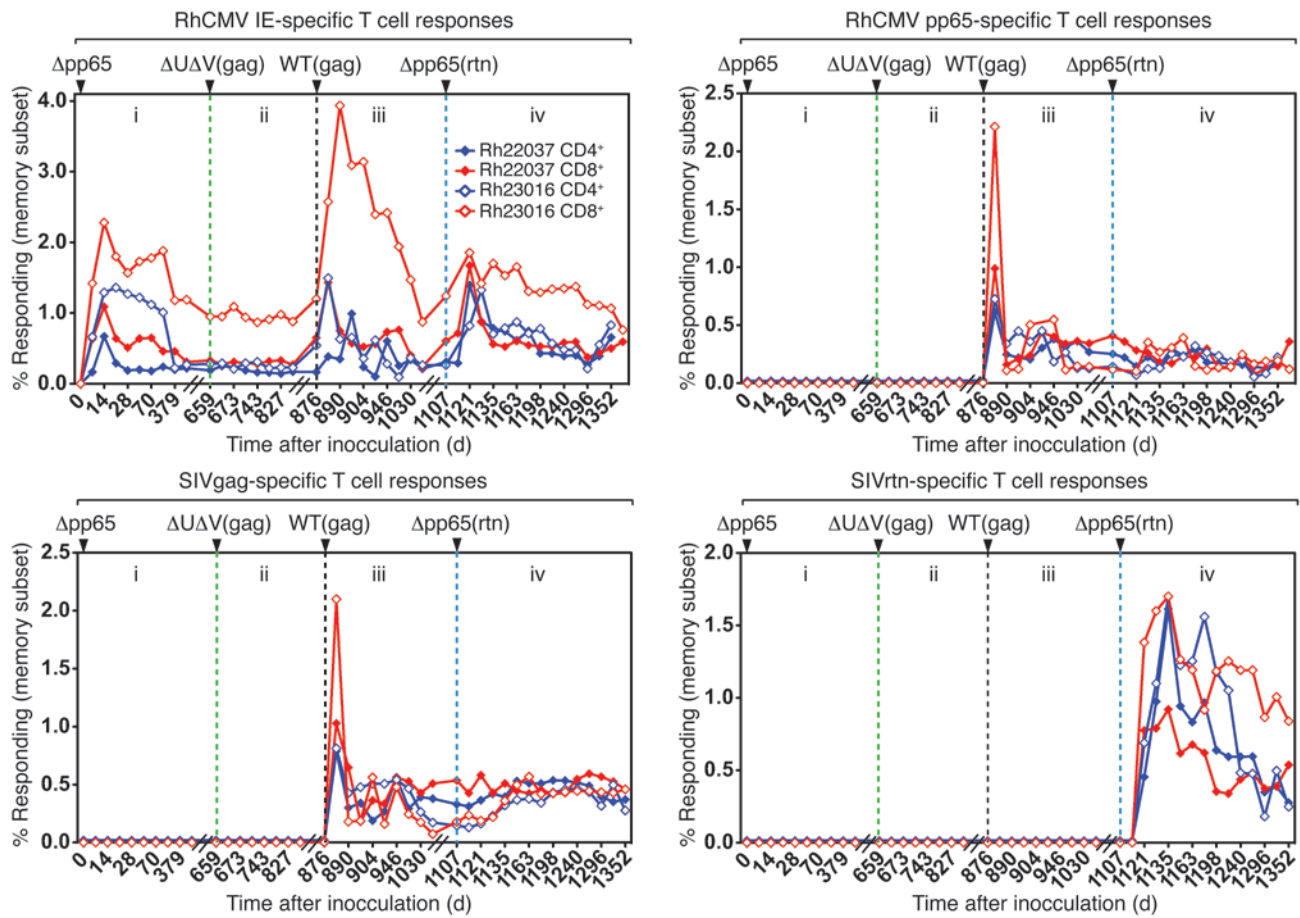 RhCMV IE-specific T cell responses
Δpp65 ΔUΔV(gag) WT(gag) Δpp65(rtn)
i ii iii iv
Rh22037 CD4⁺
Rh22037 CD8⁺
Rh23016 CD4⁺
Rh23016 CD8⁺
% Responding (memory subset)
4.0
3.0
2.0
1.0
0.0
0 14 28 70 379 659 673 743 827 876 890 904 946 1030 1107 1121 1135 1163 1198 1240 1296 1352
Time after inocculation (d)
RhCMV pp65-specific T cell responses
Δpp65 ΔUΔV(gag) WT(gag) Δpp65(rtn)
i ii iii iv
% Responding (memory subset)
2.5
2.0
1.5
1.0
0.5
0.0
0 14 28 70 379 659 673 743 827 876 890 904 946 1030 1107 1121 1135 1163 1198 1240 1296 1352
Time after inocculation (d)
SIVgag-specific T cell responses
Δpp65 ΔUΔV(gag) WT(gag) Δpp65(rtn)
i ii iii iv
% Responding (memory subset)
2.5
2.0
1.5
1.0
0.5
0.0
0 14 28 70 379 659 673 743 827 876 890 904 946 1030 1107 1121 1135 1163 1198 1240 1296 1352
Time after inocculation (d)
SIVrtn-specific T cell responses
Δpp65 ΔUΔV(gag) WT(gag) Δpp65(rtn)
i ii iii iv
% Responding (memory subset)
2.0
1.5
1.0
0.5
0.0
0 14 28 70 379 659 673 743 827 876 890 904 946 1030 1107 1121 1135 1163 1198 1240 1296 1352
Time after inocculation (d)